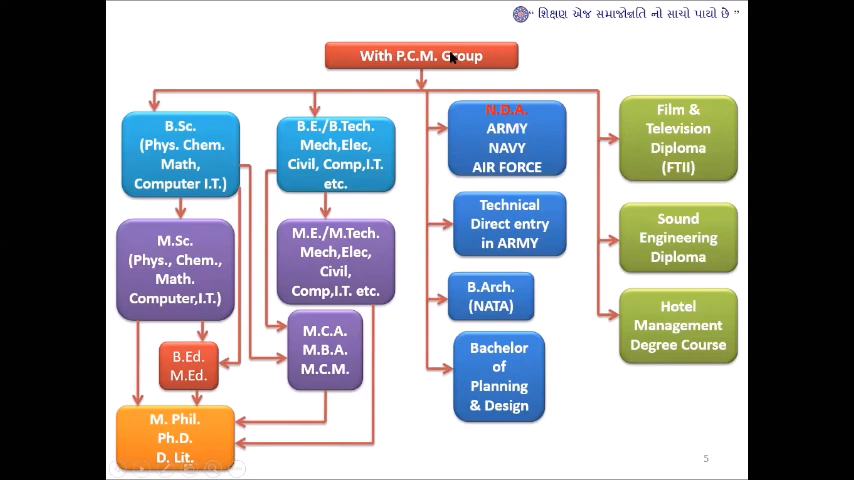 “ શિક્ષણ એજ સમાજોન્નતિ નો સાચો પાયો છે ”
With P.C.M. Group
B.Sc.
(Phys. Chem.
Math,
Computer I.T.)
B.E./B.Tech.
Mech,Elec,
Civil, Comp,I.T.
etc.
N.D.A.
ARMY
NAVY
AIR FORCE
Film &
Television
Diploma
(FTII)
M.Sc.
(Phys., Chem.,
Math.
Computer,I.T.)
M.E./M.Tech.
Mech,Elec,
Civil,
Comp,I.T. etc.
Technical
Direct entry
in ARMY
Sound
Engineering
Diploma
B.Arch.
(NATA)
Hotel
Management
Degree Course
B.Ed.
M.Ed.
M.C.A.
M.B.A.
M.C.M.
Bachelor
of
Planning
& Design
M. Phil.
Ph.D.
D. Lit.
5